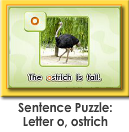 The ostrich is tall.
Sentence Puzzle:
Letter o, ostrich